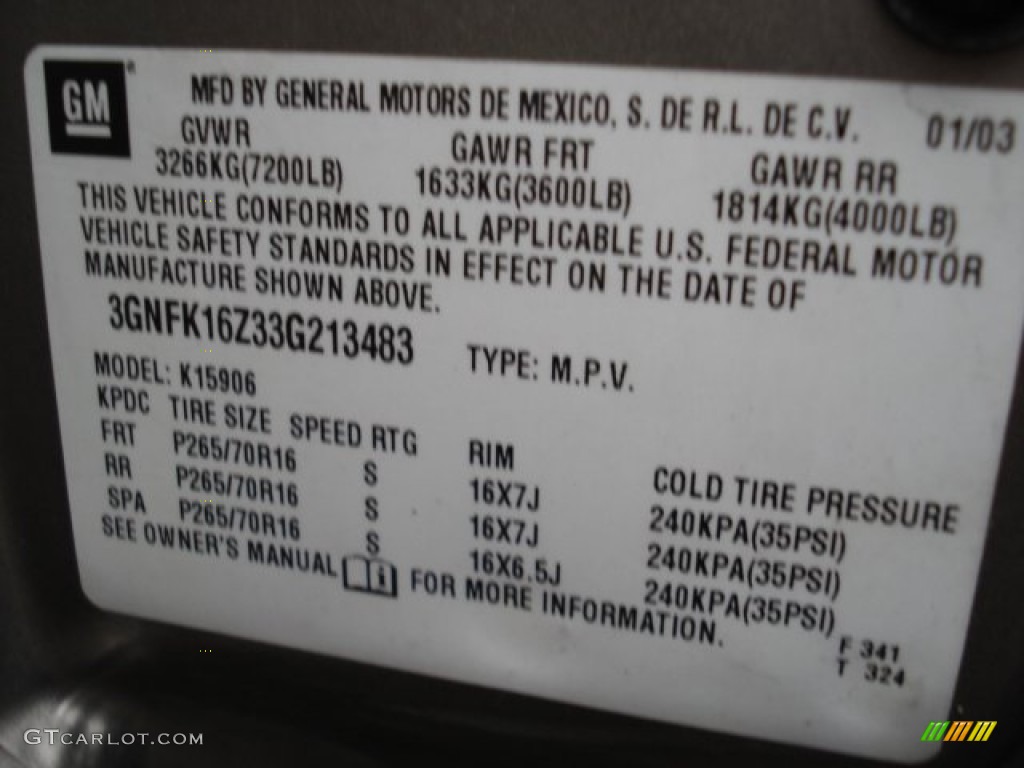 GM
MFD BY GENERAL MOTORS DE MEXICO, S. DE R.L. DE C.V. 01/03
GVWR GAWR FRT GAWR RR
3266KG(7200LB) 1633KG(3600LB) 1814KG(4000LB)
THIS VEHICLE CONFORMS TO ALL APPLICABLE U.S. FEDERAL MOTOR
VEHICLE SAFETY STANDARDS IN EFFECT ON THE DATE OF
MANUFACTURE SHOWN ABOVE.
3GNFK16Z33G213483 TYPE: M.P.V.
MODEL: K15906
KPDC TIRE SIZE SPEED RTG RIM COLD TIRE PRESSURE
FRT P265/70R16 S 16X7J 240KPA(35PSI)
RR P265/70R16 S 16X7J 240KPA(35PSI)
SPA P265/70R16 S 16X6.5J 240KPA(35PSI)
SEE OWNER'S MANUAL FOR MORE INFORMATION.
F 341
T 324
GTCARLOT.COM